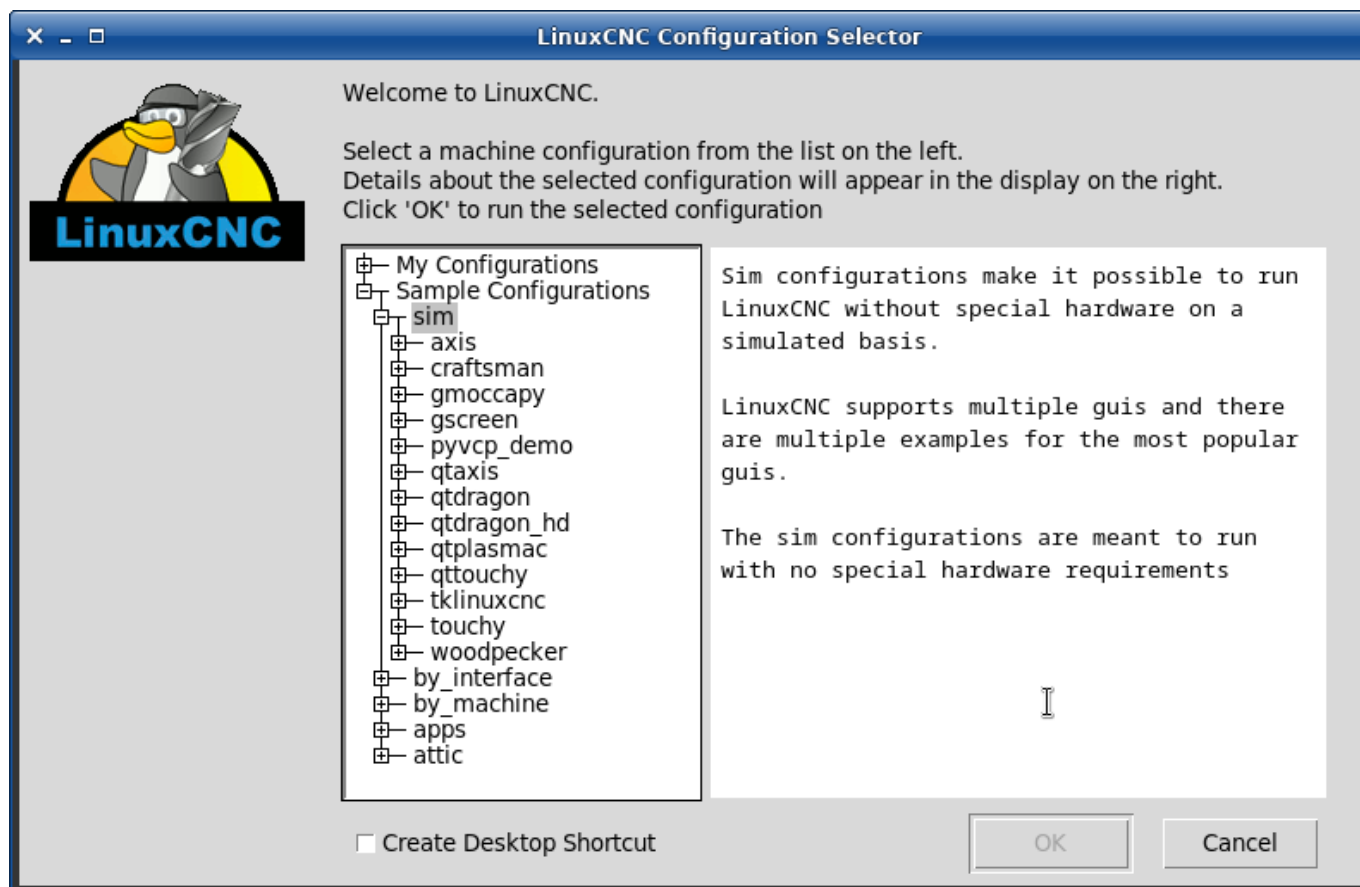 LinuxCNC Configuration Selector
LinuxCNC
Welcome to LinuxCNC.
Select a machine configuration from the list on the left.
Details about the selected configuration will appear in the display on the right.
Click 'OK' to run the selected configuration
My Configurations
Sample Configurations
sim
axis
craftsman
gmoccapy
gscreen
pyvcp_demo
qtaxis
qtdragon
qtdragon_hd
qtplasmac
qttouchy
tklinuxcnc
touchy
woodpecker
by_interface
by_machine
apps
attic
Sim configurations make it possible to run
LinuxCNC without special hardware on a
simulated basis.
LinuxCNC supports multiple guis and there
are multiple examples for the most popular
guis.
The sim configurations are meant to run
with no special hardware requirements
Create Desktop Shortcut
OK
Cancel